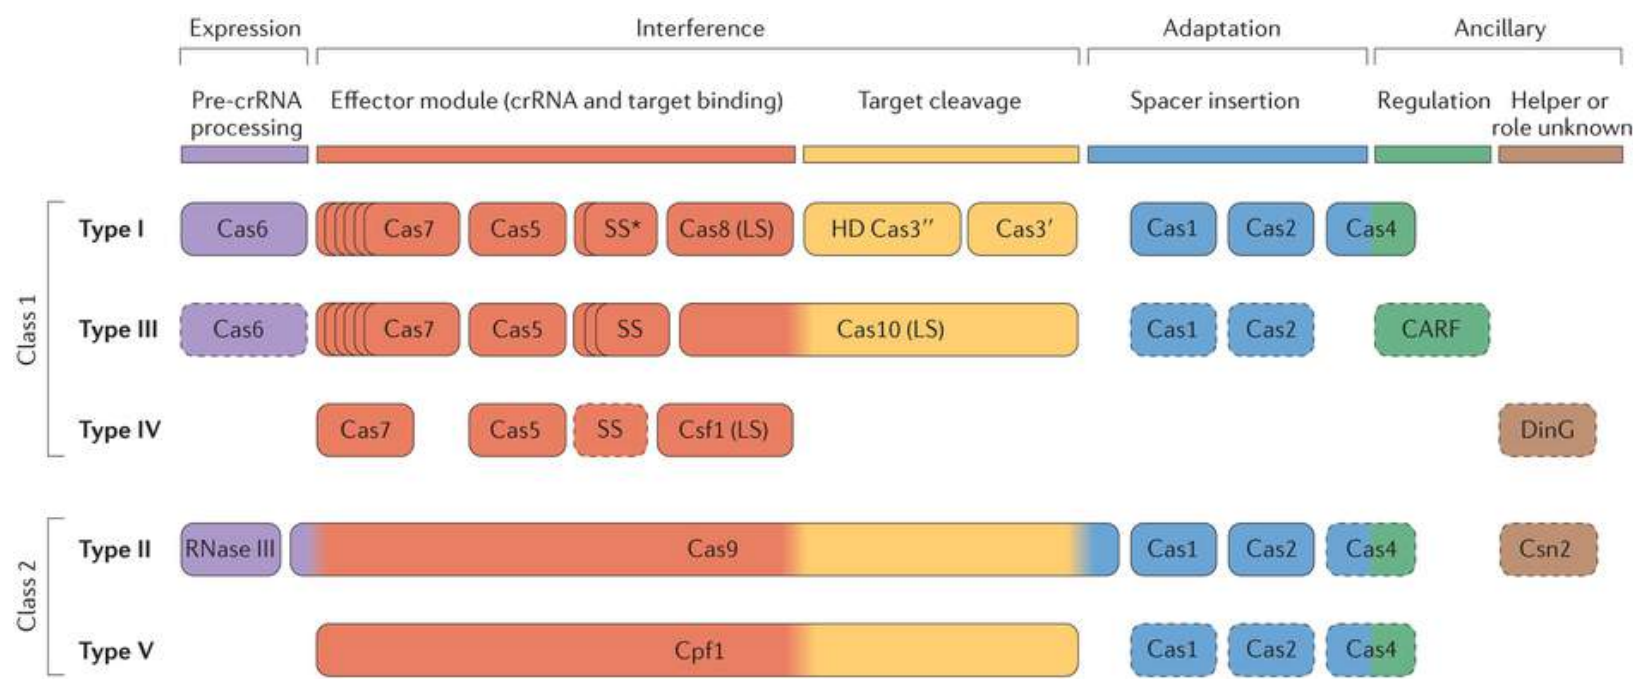 Expression Interference Adaptation Ancillary
Pre-crRNA processing Effector module (crRNA and target binding) Target cleavage Spacer insertion Regulation Helper or role unknown
Class 1
Type I Cas6 Cas7 Cas5 SS* Cas8 (LS) HD Cas3″ Cas3′ Cas1 Cas2 Cas4
Type III Cas6 Cas7 Cas5 SS Cas10 (LS) Cas1 Cas2 CARF
Type IV Cas7 Cas5 SS Csf1 (LS) DinG
Class 2
Type II RNase III Cas9 Cas1 Cas2 Cas4 Csn2
Type V Cpf1 Cas1 Cas2 Cas4